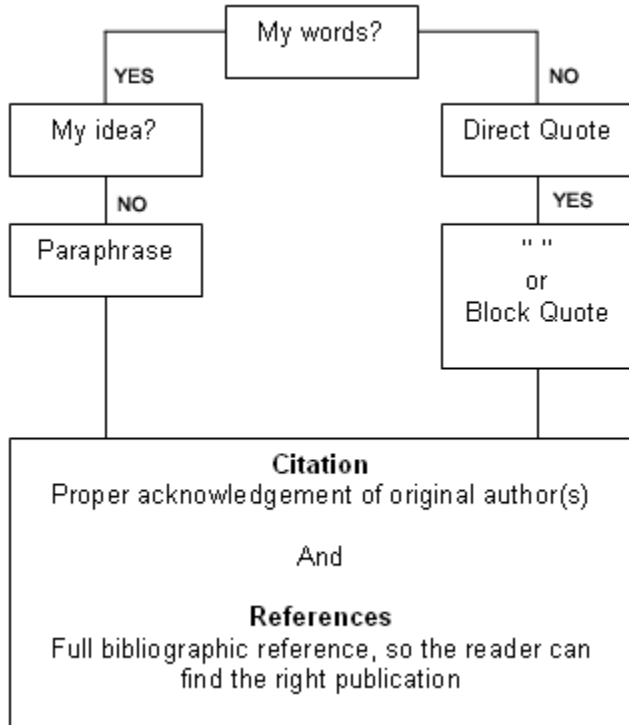 My words?
YES
NO
My idea?
Direct Quote
NO
YES
Paraphrase
" "
or
Block Quote
Citation
Proper acknowledgement of original author(s)
And
References
Full bibliographic reference, so the reader can
find the right publication